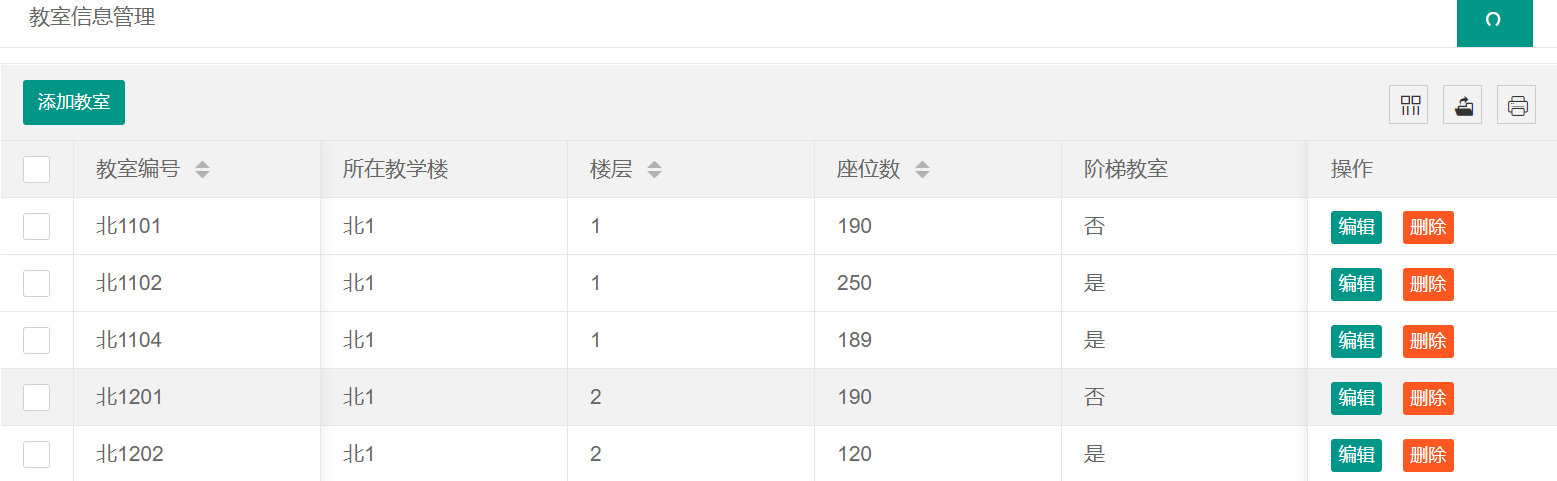 教室信息管理
添加教室
教室编号 所在教学楼 楼层 座位数 阶梯教室 操作
北1101 北1 1 190 否 编辑 删除
北1102 北1 1 250 是 编辑 删除
北1104 北1 1 189 是 编辑 删除
北1201 北1 2 190 否 编辑 删除
北1202 北1 2 120 是 编辑 删除